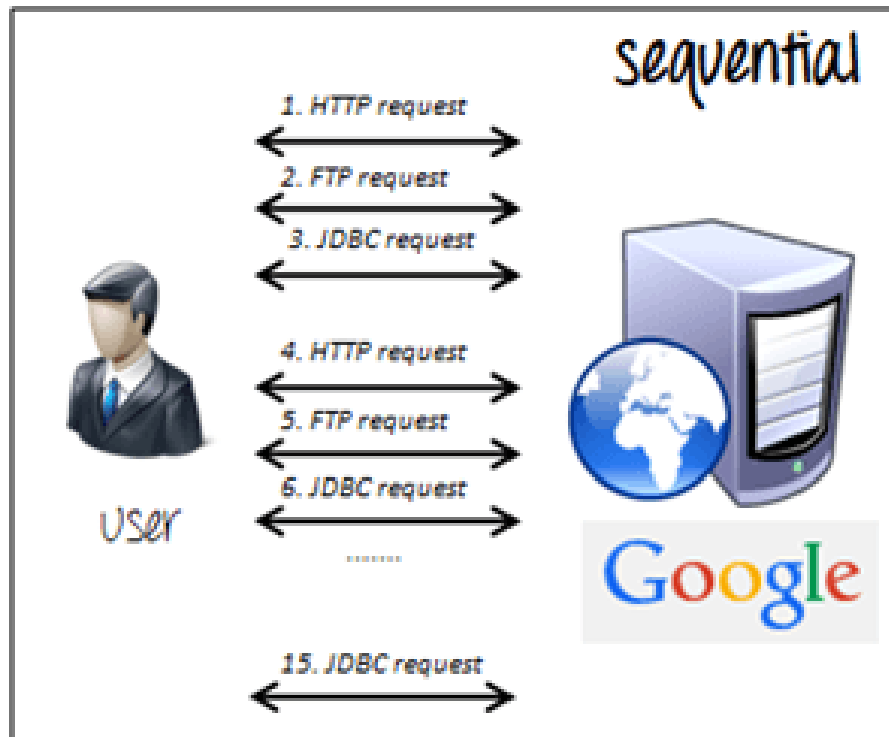 sequential
1. HTTP request
2. FTP request
3. JDBC request
4. HTTP request
5. FTP request
6. JDBC request
.......
15. JDBC request
user
Google